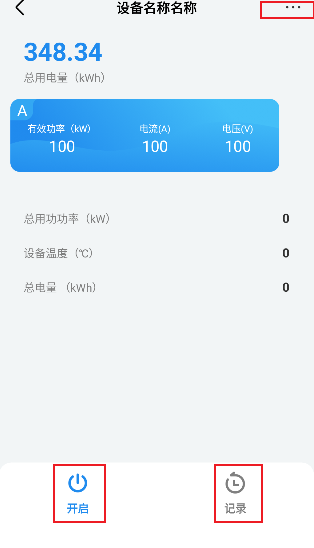 设备名称名称
348.34
总用电量（kWh）
A
有效功率（kW） 电流(A) 电压(V)
100 100 100
总用功功率（kW） 0
设备温度（℃） 0
总电量 （kWh） 0
开启 记录